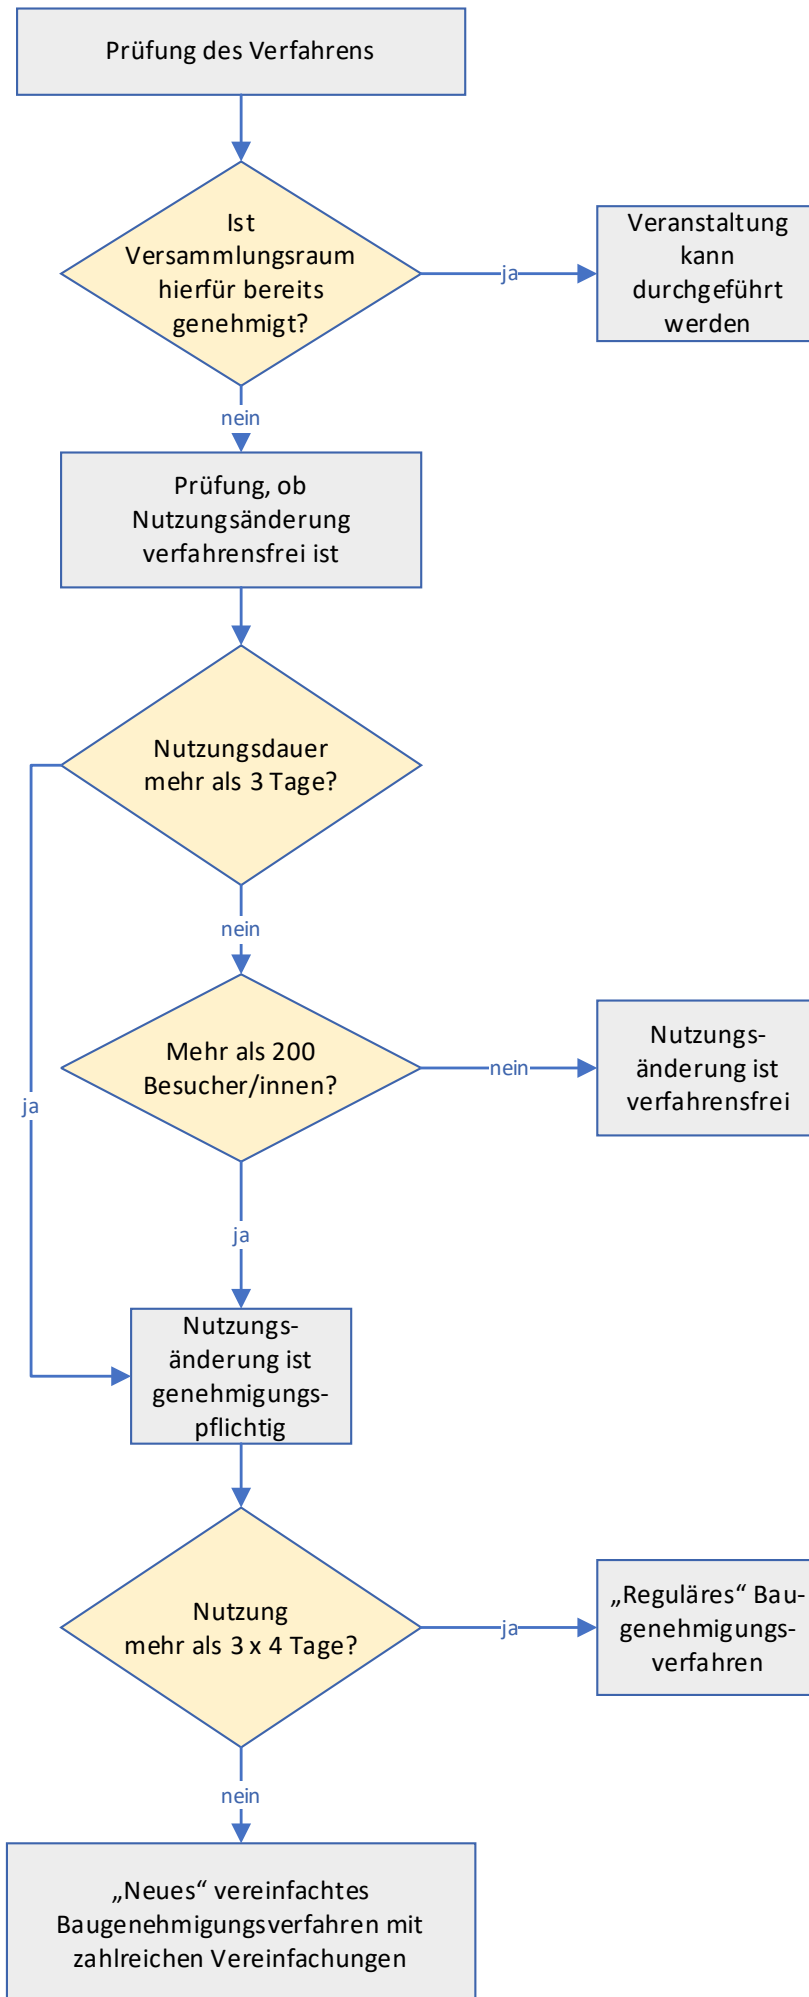 Prüfung des Verfahrens
Ist
Versammlungsraum
hierfür bereits
genehmigt?
ja
Veranstaltung
kann
durchgeführt
werden
nein
Prüfung, ob
Nutzungsänderung
verfahrensfrei ist
Nutzungsdauer
mehr als 3 Tage?
nein
Mehr als 200
Besucher/innen?
nein
Nutzungs-
änderung ist
verfahrensfrei
ja
ja
Nutzungs-
änderung ist
genehmigungs-
pflichtig
Nutzung
mehr als 3 x 4 Tage?
ja
„Reguläres“ Bau-
genehmigungs-
verfahren
nein
„Neues“ vereinfachtes
Baugenehmigungsverfahren mit
zahlreichen Vereinfachungen